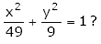 x²/49 + y²/9 = 1 ?